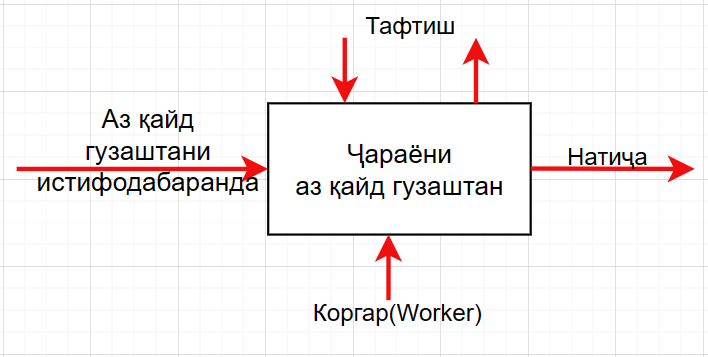 Тафтиш
Аз қайд
гузаштани
истифодабаранда
Ҷараёни
аз қайд гузаштан
Натиҷа
Коргар(Worker)